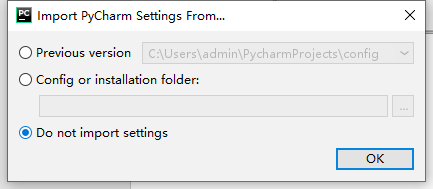 PC Import PyCharm Settings From...
Previous version C:\Users\admin\PycharmProjects\config
Config or installation folder:
...
Do not import settings
OK